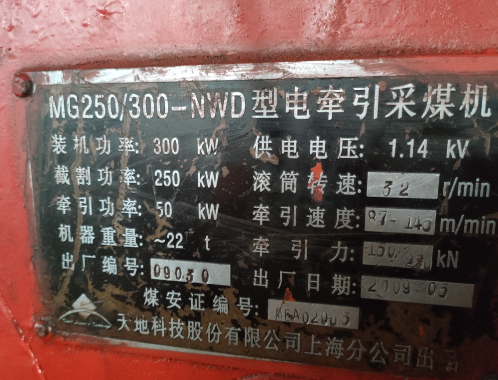 MG250/300-NWD型电牵引采煤机
装机功率: 300 kW 供电电压: 1.14 kV
截割功率: 250 kW 滚筒转速: 32 r/min
牵引功率: 50 kW 牵引速度: m/min
机器重量: ~22 t 牵引力: kN
出厂编号: 09030 出厂日期: 2009-05
煤安证编号:
天地科技股份有限公司上海分公司出